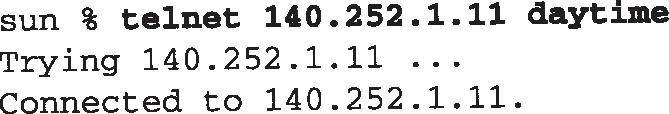 sun % telnet 140.252.1.11 daytime
Trying 140.252.1.11 ...
Connected to 140.252.1.11.